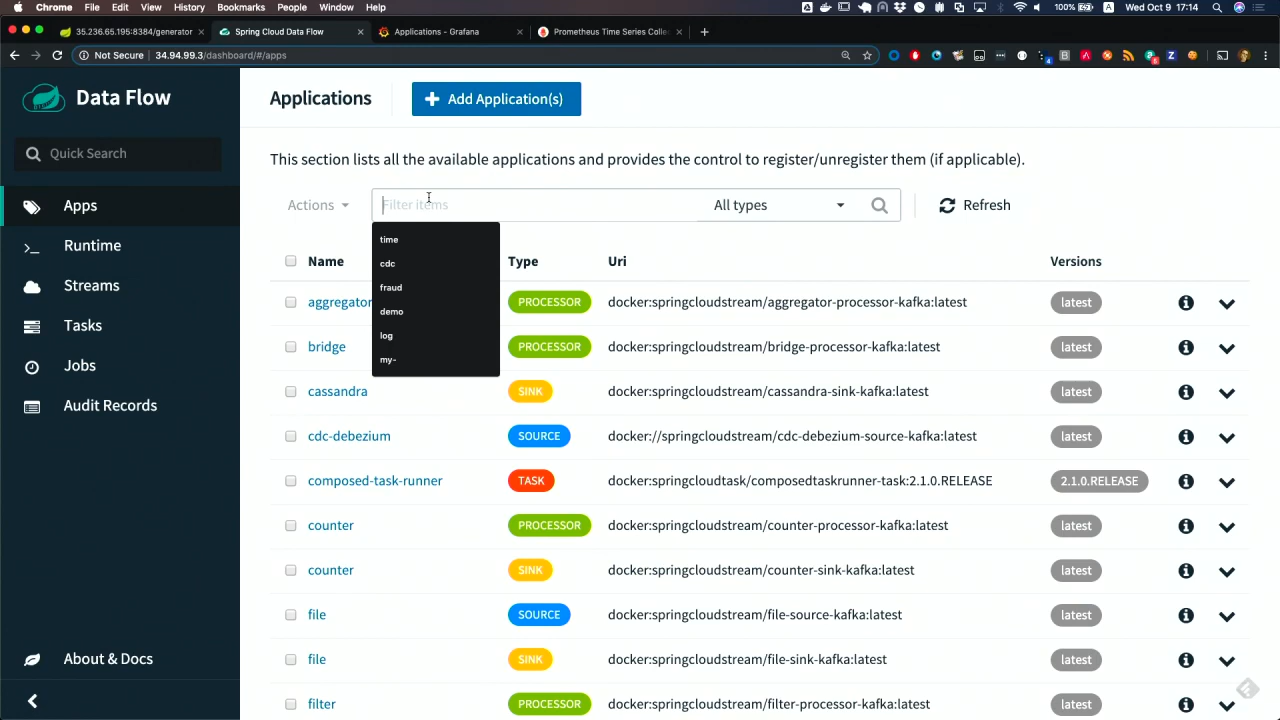 Chrome File Edit View History Bookmarks People Window Help
100% Wed Oct 9 17:14
35.236.65.195:8384/generator
Spring Cloud Data Flow
Applications - Grafana
Prometheus Time Series Colle
Not Secure 34.94.99.3/dashboard/#/apps
Data Flow
Quick Search
Apps
Runtime
Streams
Tasks
Jobs
Audit Records
About & Docs
Applications
Add Application(s)
This section lists all the available applications and provides the control to register/unregister them (if applicable).
Actions
Filter items
All types
Refresh
time
cdc
fraud
demo
log
my-
Name Type Uri Versions
aggregator PROCESSOR docker:springcloudstream/aggregator-processor-kafka:latest latest
bridge PROCESSOR docker:springcloudstream/bridge-processor-kafka:latest latest
cassandra SINK docker:springcloudstream/cassandra-sink-kafka:latest latest
cdc-debezium SOURCE docker://springcloudstream/cdc-debezium-source-kafka:latest latest
composed-task-runner TASK docker:springcloudtask/composedtaskrunner-task:2.1.0.RELEASE 2.1.0.RELEASE
counter PROCESSOR docker:springcloudstream/counter-processor-kafka:latest latest
counter SINK docker:springcloudstream/counter-sink-kafka:latest latest
file SOURCE docker:springcloudstream/file-source-kafka:latest latest
file SINK docker:springcloudstream/file-sink-kafka:latest latest
filter PROCESSOR docker:springcloudstream/filter-processor-kafka:latest latest